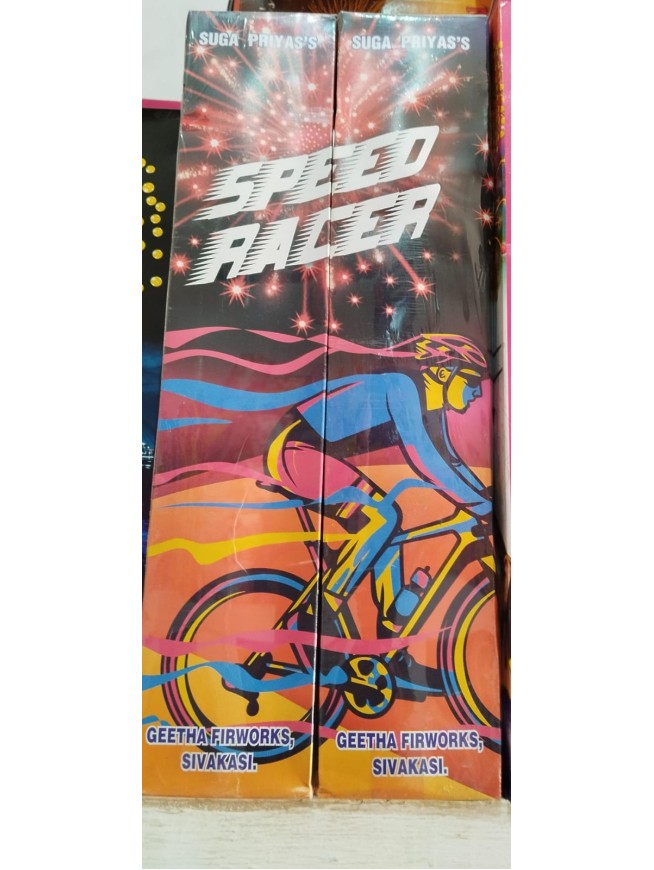 SUGA PRIYAS'S
SUGA PRIYAS'S
SPEED
RACER
GEETHA FIRWORKS,
SIVAKASI.
GEETHA FIRWORKS,
SIVAKASI.